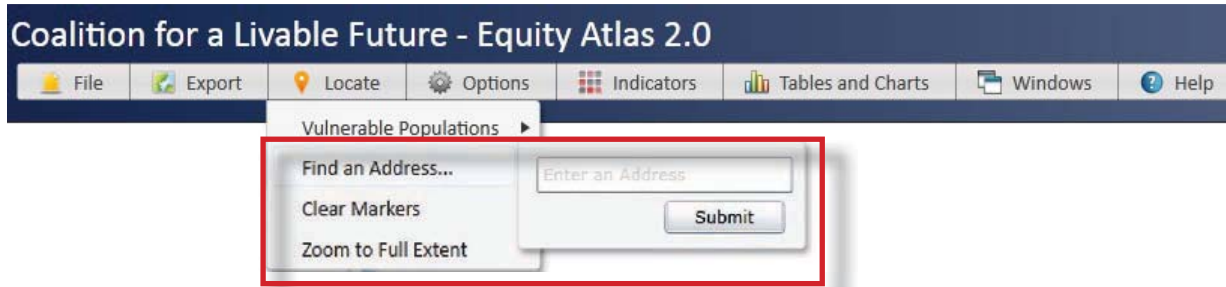 Coalition for a Livable Future - Equity Atlas 2.0
File Export Locate Options Indicators Tables and Charts Windows Help
Vulnerable Populations
Find an Address...
Enter an Address
Clear Markers
Submit
Zoom to Full Extent